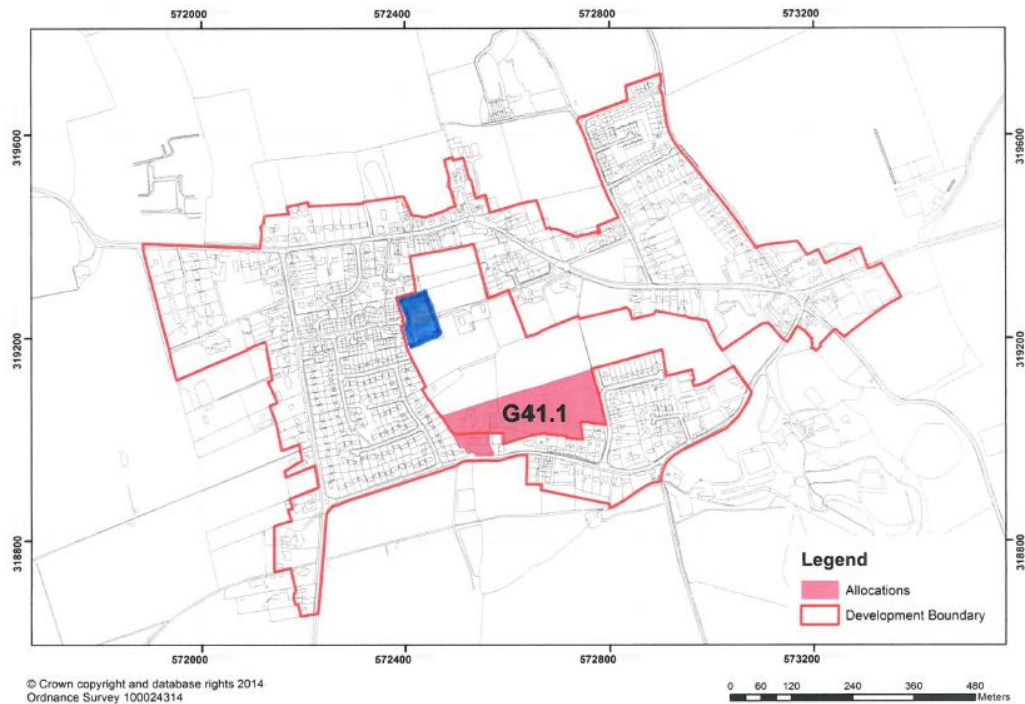 572000 572400 572800 573200
319600 319600
319200 319200
G41.1
318800 318800
Legend
Allocations
Development Boundary
572000 572400 572800 573200
© Crown copyright and database rights 2014
Ordnance Survey 100024314
0 60 120 240 360 480
Meters